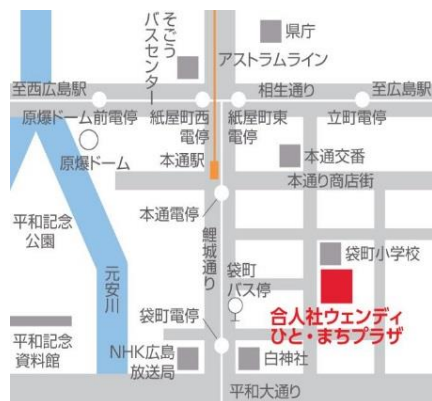 そごう
バスセンター
県庁
アストラムライン
至西広島駅
相生通り
至広島駅
原爆ドーム前電停
紙屋町西
電停
紙屋町東
電停
立町電停
原爆ドーム
本通駅
本通交番
本通り商店街
本通電停
平和記念
公園
鯉城通り
袋町小学校
元安川
袋町
バス停
袋町電停
合人社ウェンディ
ひと・まちプラザ
平和記念
資料館
NHK広島
放送局
白神社
平和大通り